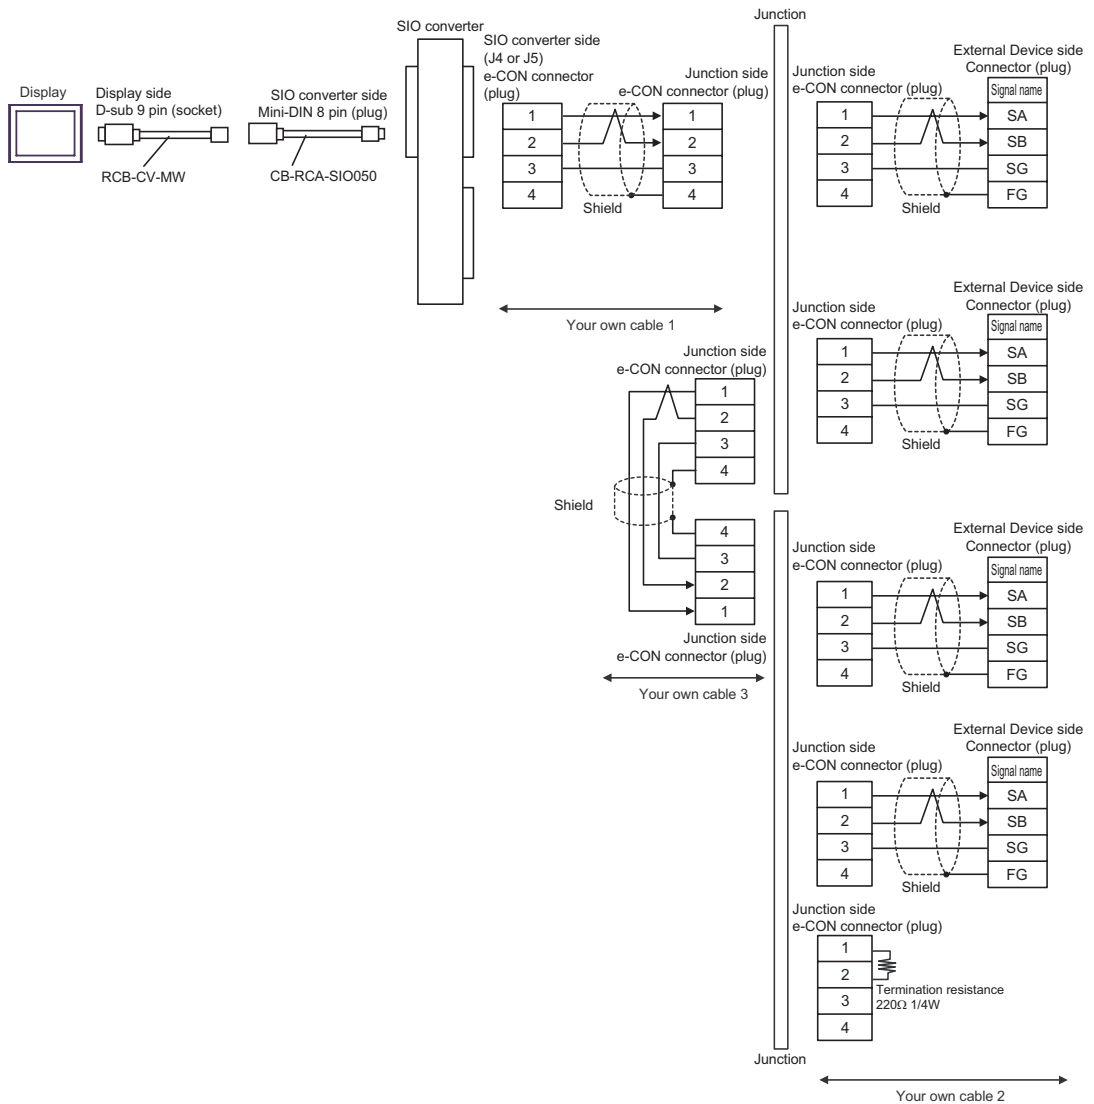 Display
Display side
D-sub 9 pin (socket)
RCB-CV-MW
SIO converter side
Mini-DIN 8 pin (plug)
CB-RCA-SIO050
SIO converter
SIO converter side
(J4 or J5)
e-CON connector
(plug)
1
2
3
4
Shield
Junction side
e-CON connector (plug)
1
2
3
4
Your own cable 1
Junction
Junction side
e-CON connector (plug)
1
2
3
4
Shield
External Device side
Connector (plug)
Signal name
SA
SB
SG
FG
Junction side
e-CON connector (plug)
1
2
3
4
Shield
External Device side
Connector (plug)
Signal name
SA
SB
SG
FG
Junction side
e-CON connector (plug)
1
2
3
4
Shield
4
3
2
1
Junction side
e-CON connector (plug)
Your own cable 3
Junction side
e-CON connector (plug)
1
2
3
4
Shield
External Device side
Connector (plug)
Signal name
SA
SB
SG
FG
Junction side
e-CON connector (plug)
1
2
3
4
Shield
External Device side
Connector (plug)
Signal name
SA
SB
SG
FG
Junction side
e-CON connector (plug)
1
2
3
4
Termination resistance
220Ω 1/4W
Junction
Your own cable 2